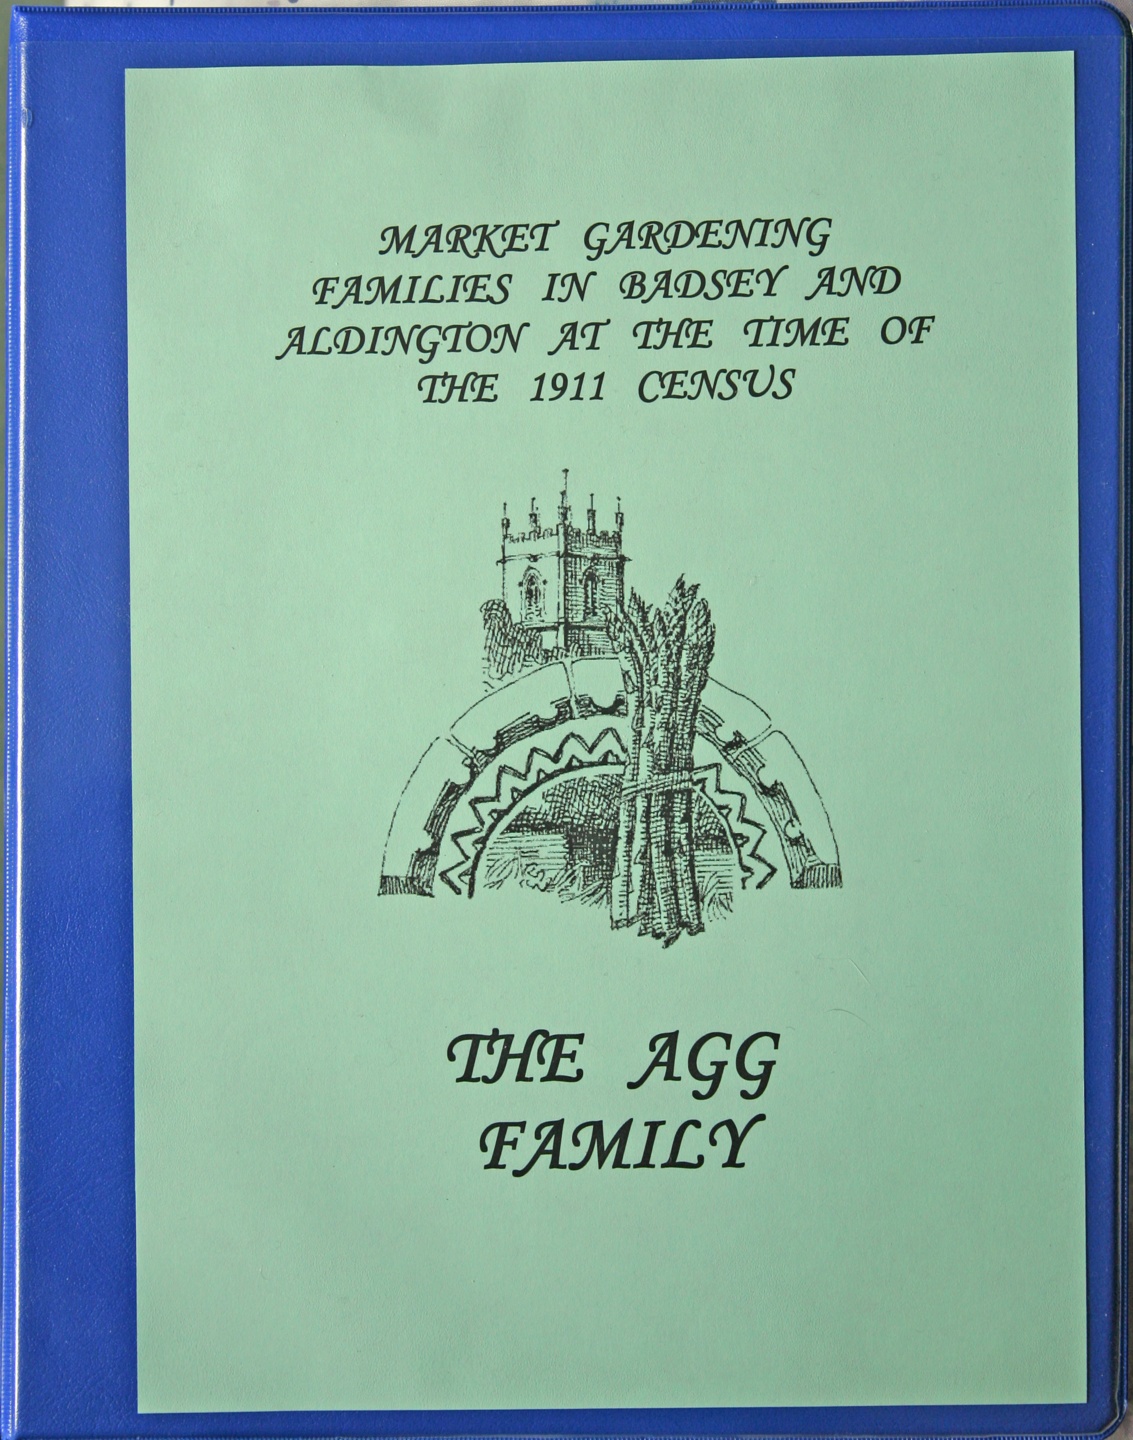 MARKET GARDENING
FAMILIES IN BADSEY AND
ALDINGTON AT THE TIME OF
THE 1911 CENSUS
THE AGG
FAMILY